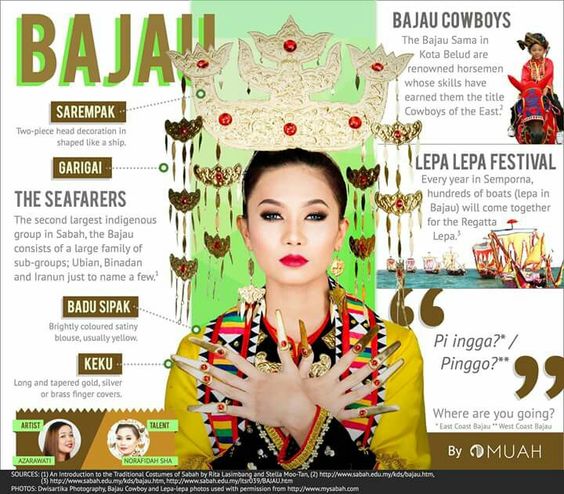 BAJAU
SAREMPAK
Two-piece head decoration in
shaped like a ship.
GARIGAI
THE SEAFARERS
The second largest indigenous
group in Sabah, the Bajau
consists of a large family of
sub-groups; Ubian, Binadan
and Iranun just to name a few.¹
BADU SIPAK
Brightly coloured satiny
blouse, usually yellow.
KEKU
Long and tapered gold, silver
or brass finger covers.
ARTIST
AZARAWATI
TALENT
NORAFIDAH SHA
BAJAU COWBOYS
The Bajau Sama in
Kota Belud are
renowned horsemen
whose skills have
earned them the title
Cowboys of the East.²
LEPA LEPA FESTIVAL
Every year in Semporna,
hundreds of boats (lepa in
Bajau) will come together
for the Regatta
Lepa.³
“
Pi ingga?* /
Pinggo?**
”
Where are you going?
* East Coast Bajau ** West Coast Bajau
By MUAH
SOURCES: (1) An Introduction to the Traditional Costumes of Sabah by Rita Lasimbang and Stella Moo-Tan, (2) http://www.sabah.edu.my/kds/bajau.htm,
(3) http://www.sabah.edu.my/kds/bajau.htm, http://www.sabah.edu.my/itsr/039/BAJAU.htm
PHOTOS: Dwisartika Photography, Bajau Cowboy and Lepa-lepa photos used with permission from http://www.mysabah.com